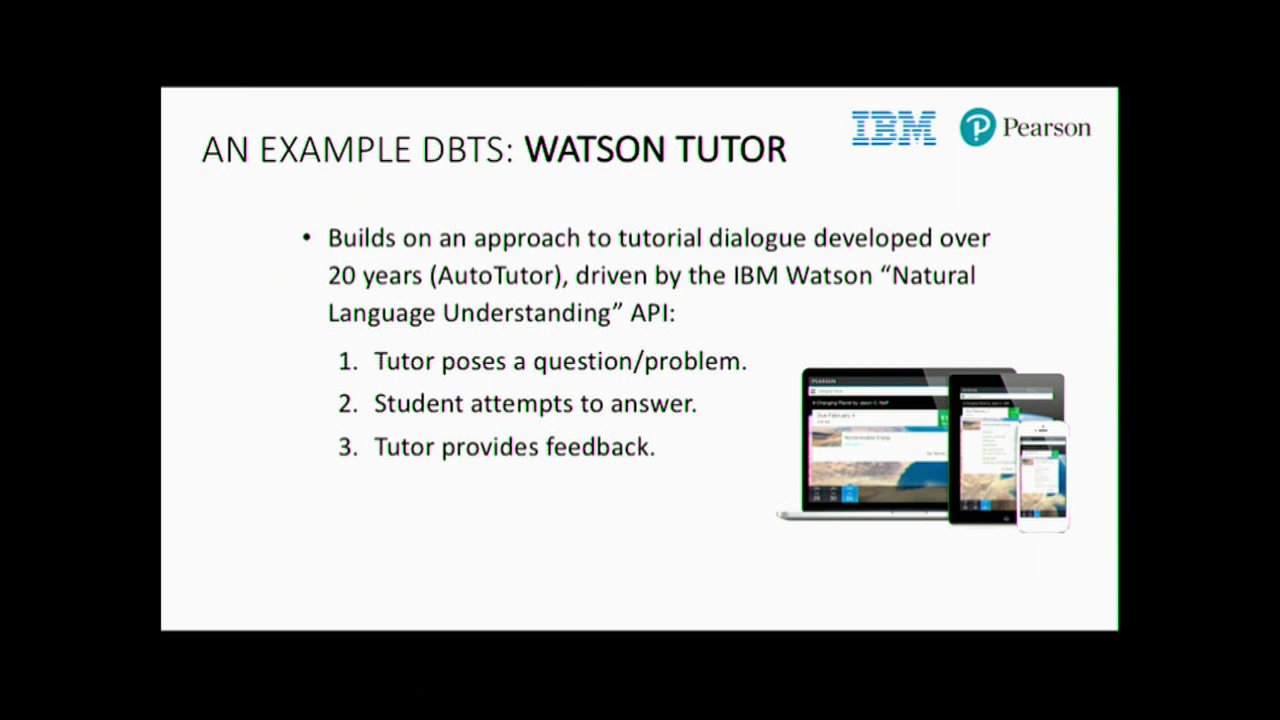 AN EXAMPLE DBTS: WATSON TUTOR
IBM
Pearson
• Builds on an approach to tutorial dialogue developed over
20 years (AutoTutor), driven by the IBM Watson “Natural
Language Understanding” API:
1. Tutor poses a question/problem.
2. Student attempts to answer.
3. Tutor provides feedback.
PEARSON